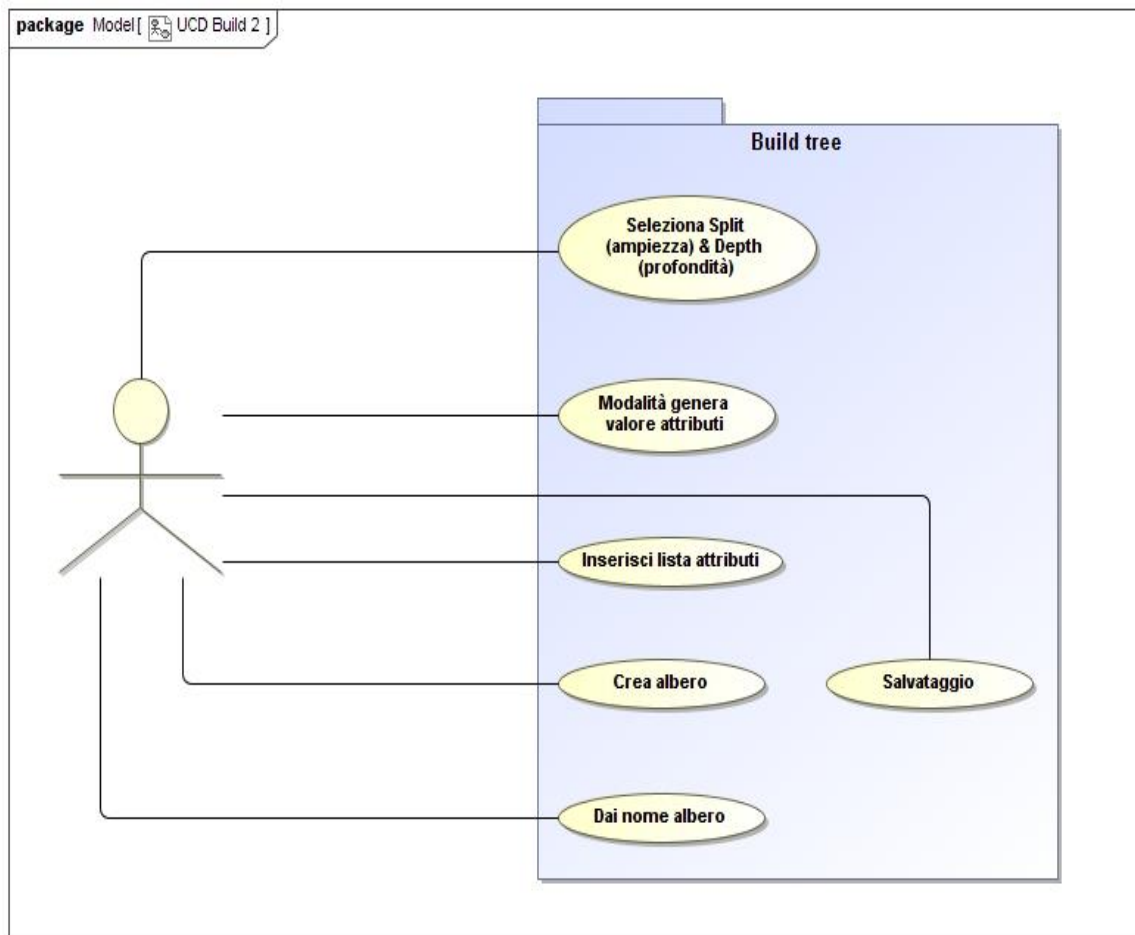 package Model [ UCD Build 2 ]
Build tree
Seleziona Split
(ampiezza) & Depth
(profondità)
Modalità genera
valore attributi
Inserisci lista attributi
Crea albero
Salvataggio
Dai nome albero